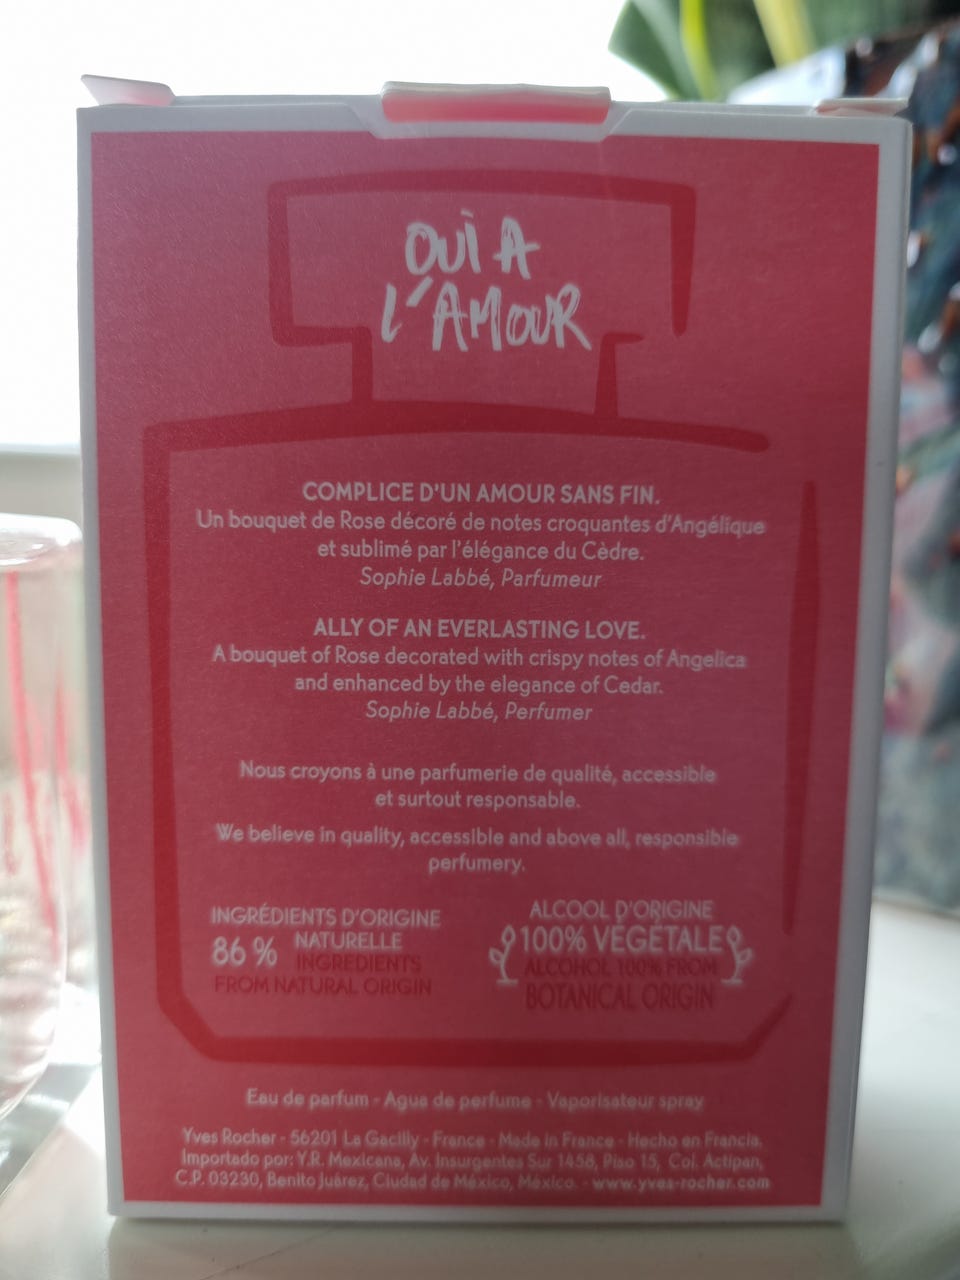 OUÌ A
L'AMOUR
COMPLICE D'UN AMOUR SANS FIN.
Un bouquet de Rose décoré de notes croquantes d'Angélique
et sublimé par l'élégance du Cèdre.
Sophie Labbé, Parfumeur
ALLY OF AN EVERLASTING LOVE.
A bouquet of Rose decorated with crispy notes of Angelica
and enhanced by the elegance of Cedar.
Sophie Labbé, Perfumer
Nous croyons à une parfumerie de qualité, accessible
et surtout responsable.
We believe in quality, accessible and above all, responsible
perfumery.
INGRÉDIENTS D'ORIGINE
86 % NATURELLE
INGREDIENTS
FROM NATURAL ORIGIN
ALCOOL D'ORIGINE
100% VÉGÉTALE
ALCOHOL 100% FROM
BOTANICAL ORIGIN
Eau de parfum - Agua de perfume - Vaporisateur spray
Yves Rocher - 56201 La Gacilly - France - Made in France - Hecho en Francia.
Importado por: Y.R. Mexicana, Av. Insurgentes Sur 1458, Piso 15, Col. Actipan,
C.P. 03230, Benito Juárez, Ciudad de México, México. - www.yves-rocher.com